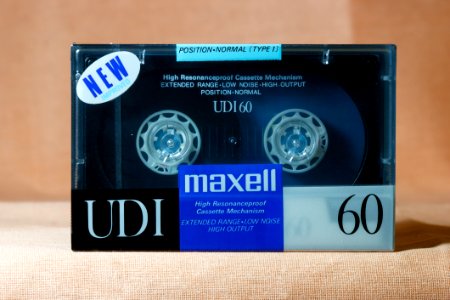 POSITION•NORMAL (TYPE I)
NEW
High Resonanceproof Cassette Mechanism
EXTENDED RANGE•LOW NOISE•HIGH•OUTPUT
POSITION•NORMAL
UDI 60
maxell
High Resonanceproof
Cassette Mechanism
EXTENDED RANGE•LOW NOISE
HIGH OUTPUT
UDI
60